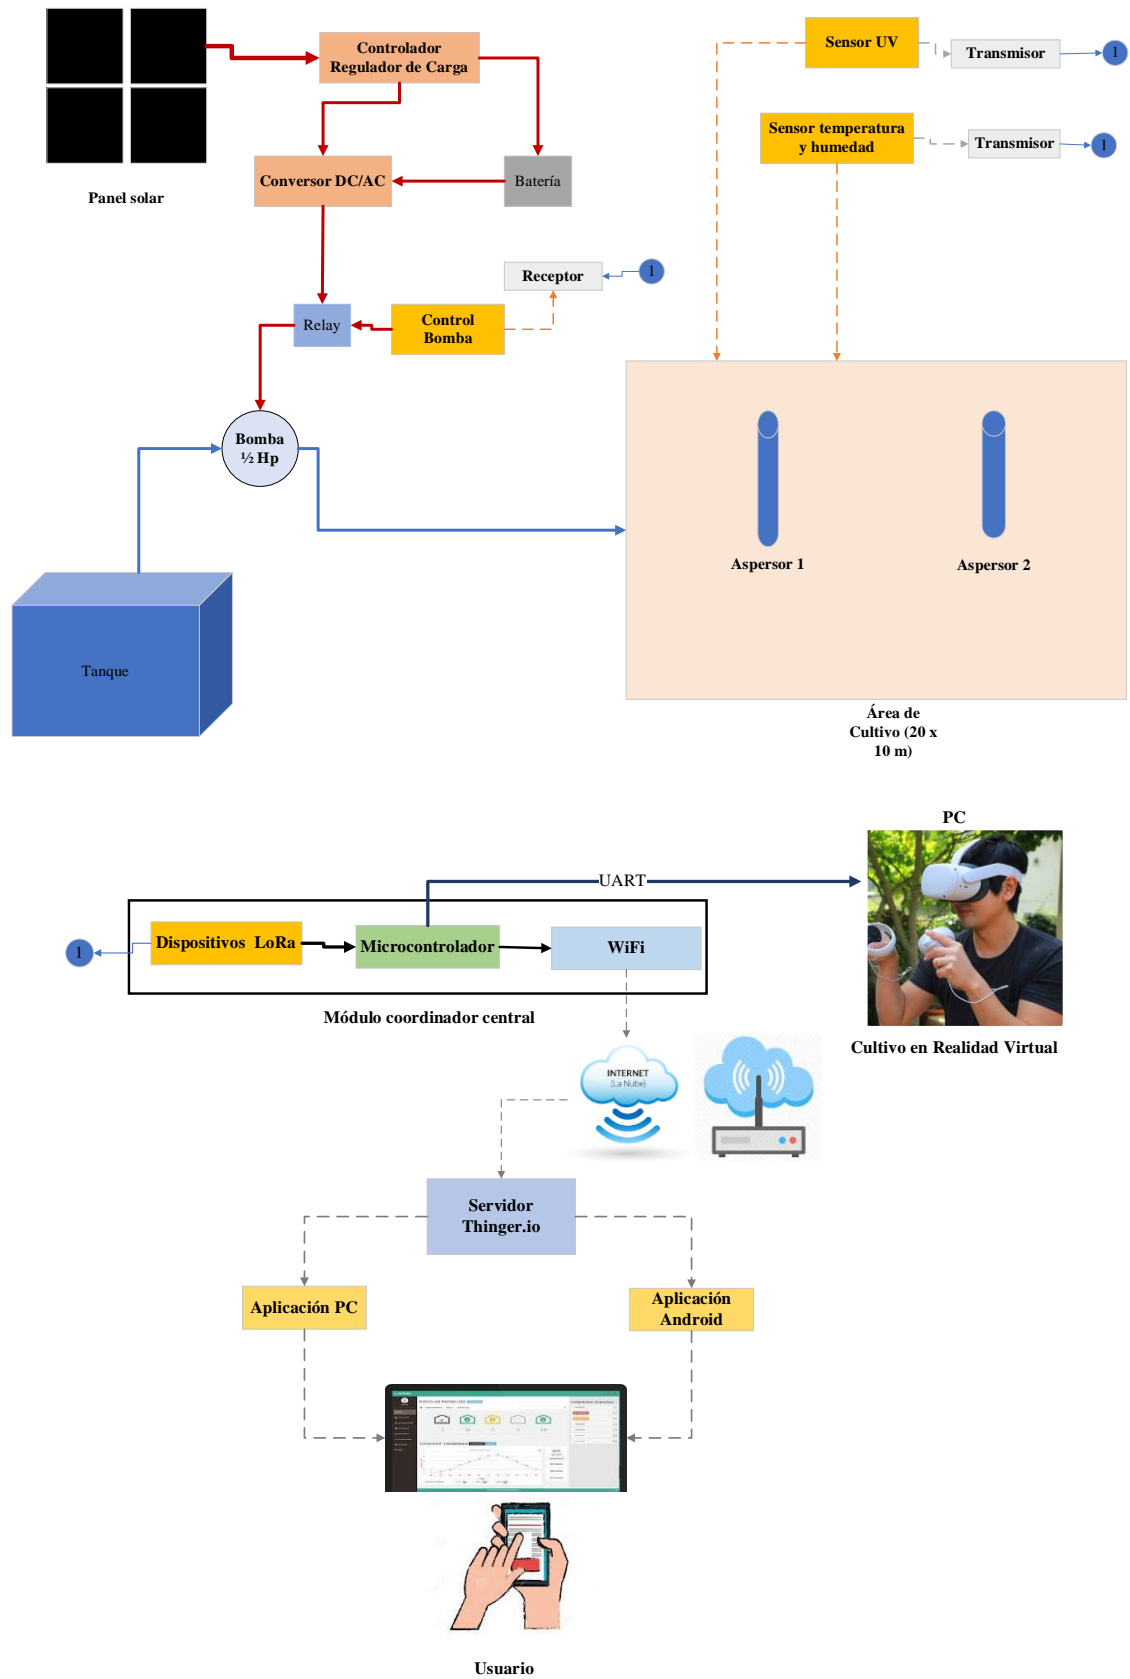 Controlador
Regulador de Carga
Sensor UV
Transmisor
1
Sensor temperatura
y humedad
Transmisor
1
Panel solar
Conversor DC/AC
Batería
Receptor
1
Relay
Control
Bomba
Bomba
½ Hp
Aspersor 1
Aspersor 2
Tanque
Área de
Cultivo (20 x
10 m)
PC
UART
1
Dispositivos LoRa
Microcontrolador
WiFi
Módulo coordinador central
Cultivo en Realidad Virtual
INTERNET
[La Nube]
Servidor
Thinger.io
Aplicación PC
Aplicación
Android
Usuario